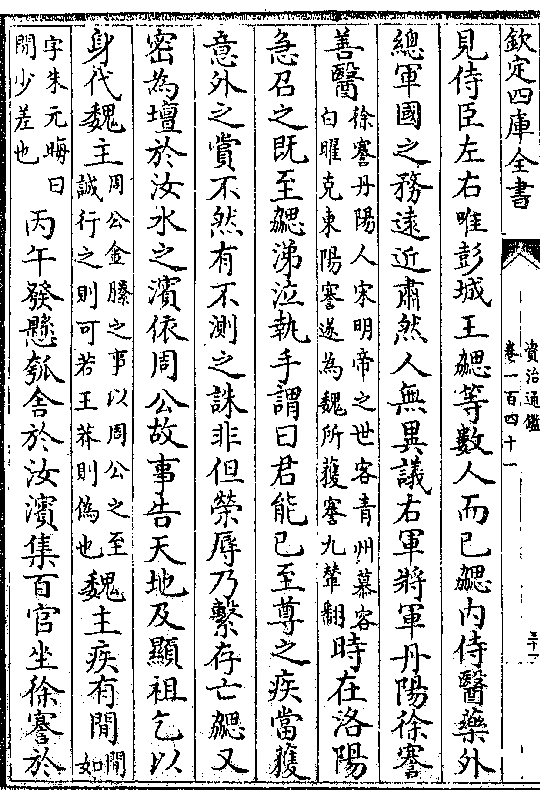 欽定四庫全書
資治通鑑
卷一百四十一
三十一
見侍臣左右唯彭城王勰等數人而已勰內侍醫藥外
總軍國之務遠近肅然人無異議右軍將軍丹陽徐謇
善醫徐謇丹陽人宋明帝之世客青州慕容白曜克東陽謇遂為魏所獲謇九輦翻時在洛陽
急召之既至勰涕泣執手謂曰君能已至尊之疾當獲
意外之賞不然有不測之誅非但榮辱乃繫存亡勰又
密為壇於汝水之濱依周公故事告天地及顯祖乞以
身代魏主周公金縢之事以周公之至誠行之則可若王莽則偽也魏主疾有間間如
字朱元晦曰間少差也丙午發懸瓠舍於汝濱集百官坐徐謇於